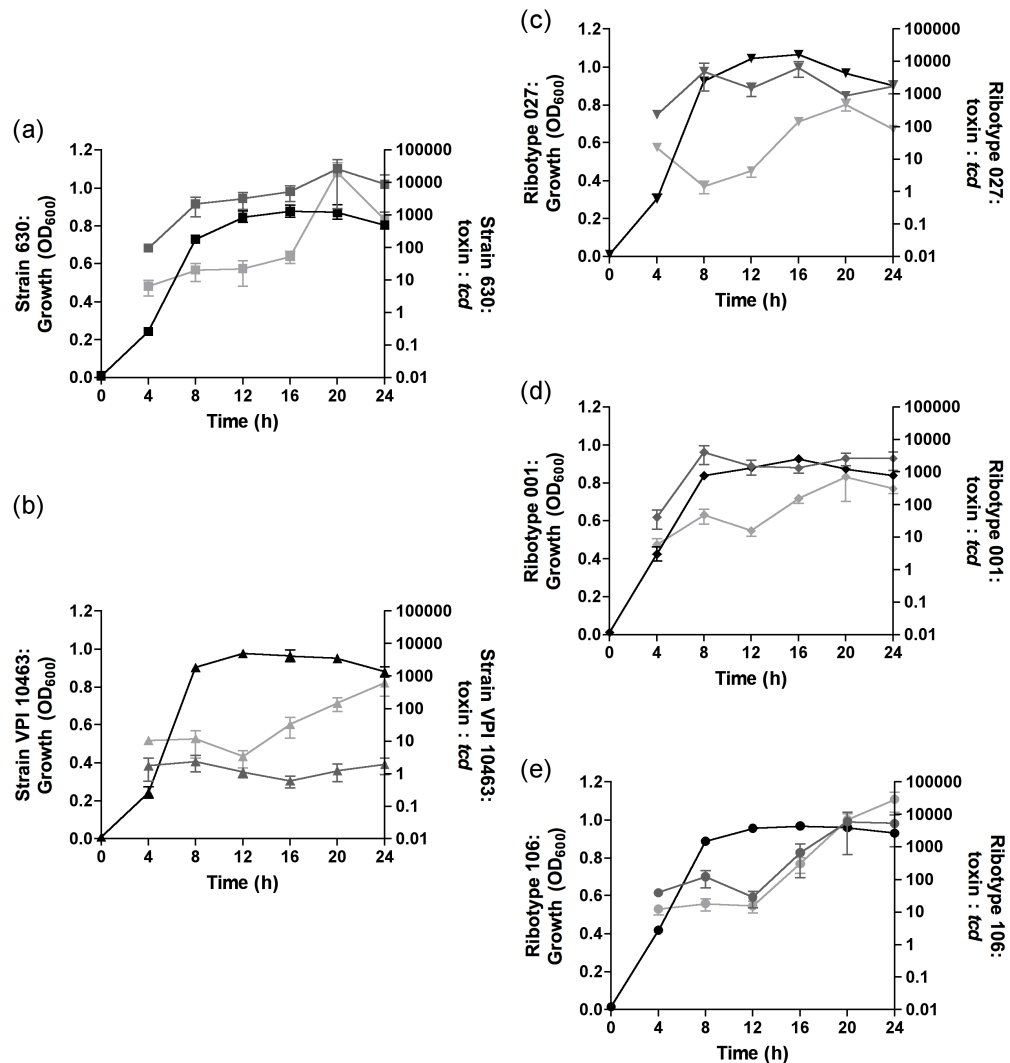 (a)
Strain 630:
Growth (OD600)
1.2
1.0
0.8
0.6
0.4
0.2
0.0
0 4 8 12 16 20 24
Time (h)
100000
10000
1000
100
10
1
0.1
0.01
Strain 630:
toxin : tcd
(b)
Strain VPI 10463:
Growth (OD600)
1.2
1.0
0.8
0.6
0.4
0.2
0.0
0 4 8 12 16 20 24
Time (h)
100000
10000
1000
100
10
1
0.1
0.01
Strain VPI 10463:
toxin : tcd
(c)
Ribotype 027:
Growth (OD600)
1.2
1.0
0.8
0.6
0.4
0.2
0.0
0 4 8 12 16 20 24
Time (h)
100000
10000
1000
100
10
1
0.1
0.01
Ribotype 027:
toxin : tcd
(d)
Ribotype 001:
Growth (OD600)
1.2
1.0
0.8
0.6
0.4
0.2
0.0
0 4 8 12 16 20 24
Time (h)
100000
10000
1000
100
10
1
0.1
0.01
Ribotype 001:
toxin : tcd
(e)
Ribotype 106:
Growth (OD600)
1.2
1.0
0.8
0.6
0.4
0.2
0.0
0 4 8 12 16 20 24
Time (h)
100000
10000
1000
100
10
1
0.1
0.01
Ribotype 106:
toxin : tcd